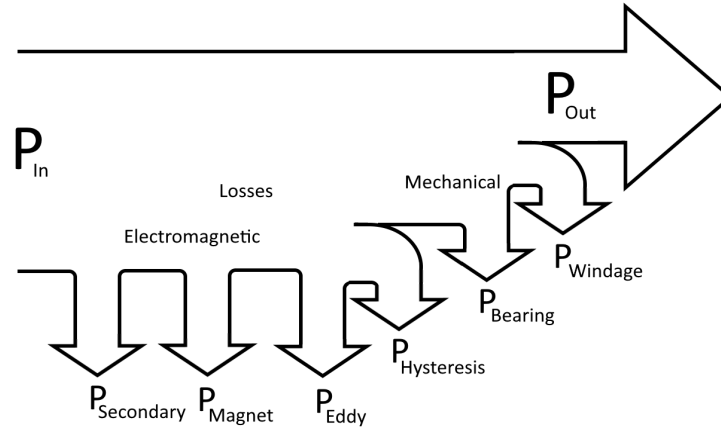 P Out
P In
Losses
Mechanical
Electromagnetic
P Windage
P Bearing
P Hysteresis
P Secondary
P Magnet
P Eddy